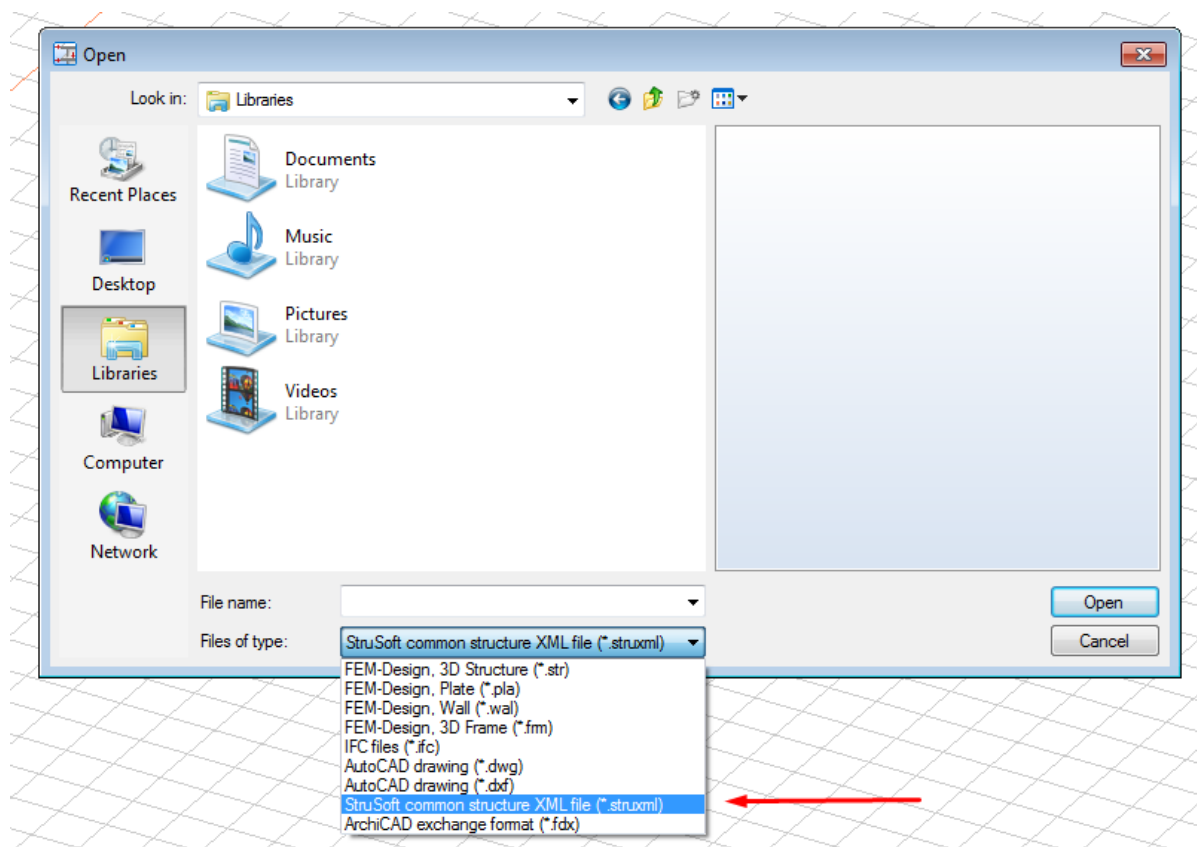 Open
Look in:
Libraries
Recent Places
Desktop
Libraries
Computer
Network
Documents
Library
Music
Library
Pictures
Library
Videos
Library
File name:
Open
Files of type:
StruSoft common structure XML file (*.struxml)
Cancel
FEM-Design, 3D Structure (*.str)
FEM-Design, Plate (*.pla)
FEM-Design, Wall (*.wal)
FEM-Design, 3D Frame (*.frm)
IFC files (*.ifc)
AutoCAD drawing (*.dwg)
AutoCAD drawing (*.dxf)
StruSoft common structure XML file (*.struxml)
ArchiCAD exchange format (*.fdx)